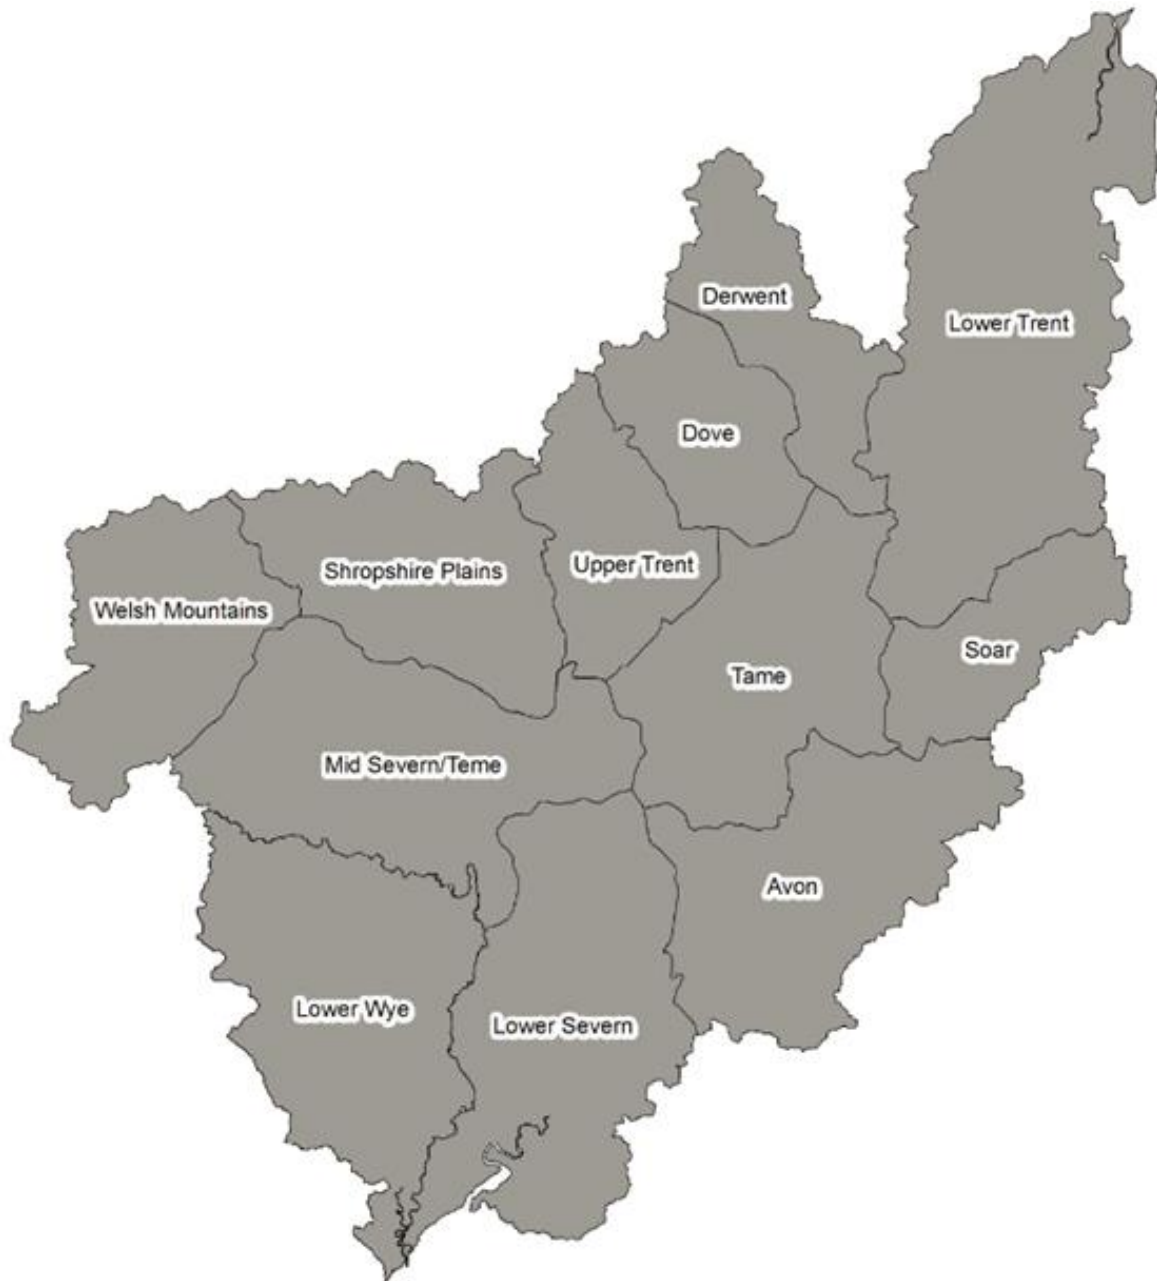 Derwent
Lower Trent
Dove
Shropshire Plains
Upper Trent
Welsh Mountains
Soar
Tame
Mid Severn/Teme
Avon
Lower Wye
Lower Severn